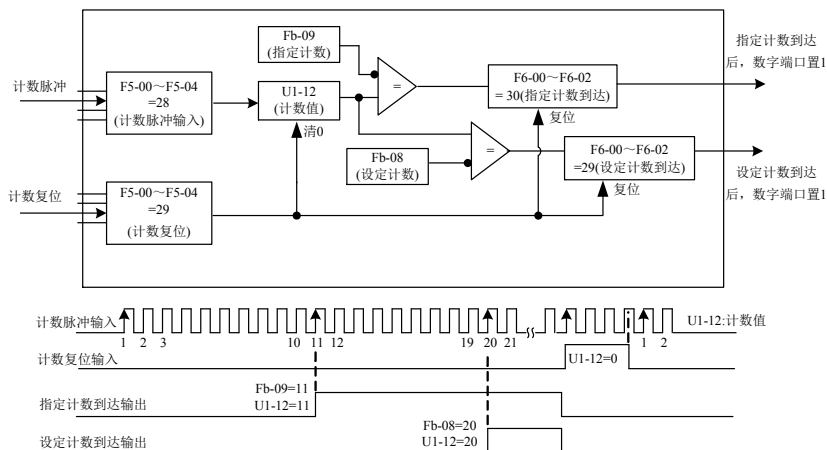 Fb-09
(指定计数)
指定计数到达
后，数字端口置1
计数脉冲
F5-00～F5-04
=28
(计数脉冲输入)
U1-12
(计数值)
清0
=
F6-00～F6-02
= 30(指定计数到达)
复位
=
Fb-08
(设定计数)
F6-00～F6-02
=29(设定计数到达)
复位
设定计数到达
后，数字端口置1
计数复位
F5-00～F5-04
=29
(计数复位)
计数脉冲输入
U1-12:计数值
1 2 3 10 11 12 19 20 21 1 2
计数复位输入
U1-12=0
Fb-09=11
U1-12=11
指定计数到达输出
Fb-08=20
U1-12=20
设定计数到达输出